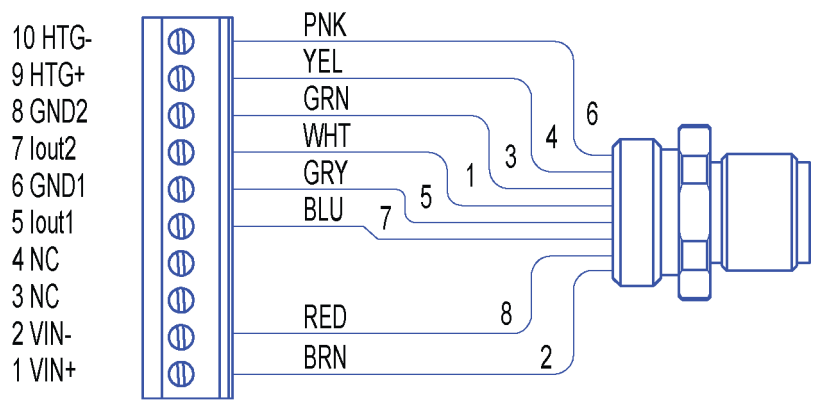 10 HTG- PNK
9 HTG+ YEL
8 GND2 GRN 6
7 Iout2 WHT 4
6 GND1 GRY 1 3
5 Iout1 BLU 7 5
4 NC
3 NC
2 VIN- RED 8
1 VIN+ BRN 2